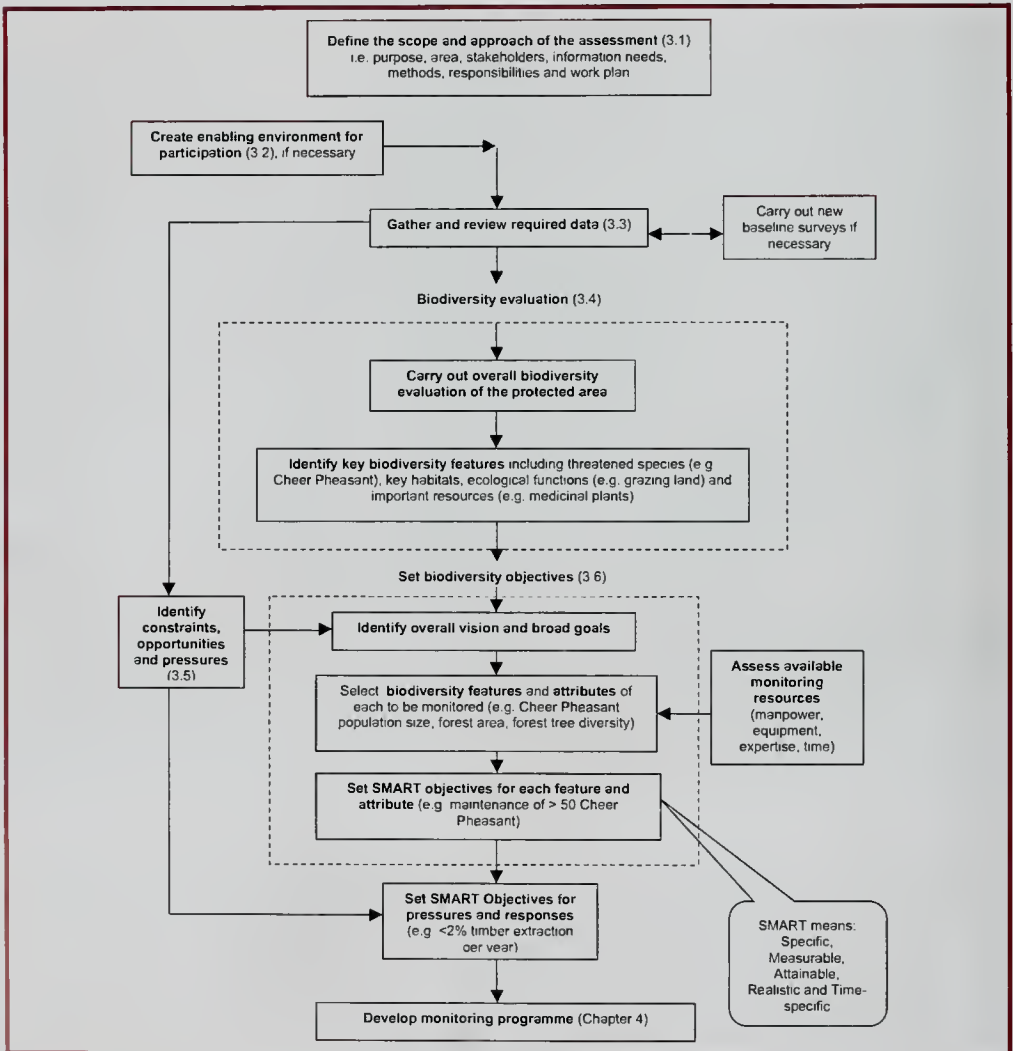 Define the scope and approach of the assessment (3.1)
i.e. purpose, area, stakeholders, information needs,
methods, responsibilities and work plan
Create enabling environment for
participation (3 2), if necessary
Gather and review required data (3.3)
Carry out new
baseline surveys if
necessary
Biodiversity evaluation (3.4)
Carry out overall biodiversity
evaluation of the protected area
Identify key biodiversity features including threatened species (e g
Cheer Pheasant), key habitats, ecological functions (e.g. grazing land) and
important resources (e.g. medicinal plants)
Set biodiversity objectives (3 6)
Identify
constraints,
opportunities
and pressures
(3.5)
Identify overall vision and broad goals
Select biodiversity features and attributes of
each to be monitored (e.g. Cheer Pheasant
population size, forest area, forest tree diversity)
Assess available
monitoring
resources
(manpower,
equipment,
expertise, time)
Set SMART objectives for each feature and
attribute (e.g maintenance of > 50 Cheer
Pheasant)
Set SMART Objectives for
pressures and responses
(e.g <2% timber extraction
per year)
SMART means:
Specific,
Measurable,
Attainable,
Realistic and Time-
specific
Develop monitoring programme (Chapter 4)